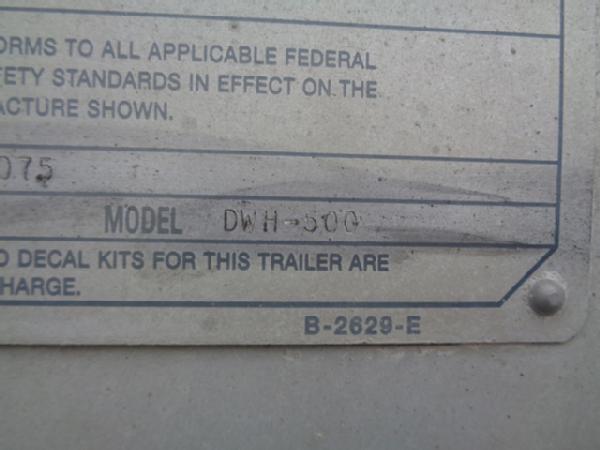 ORMS TO ALL APPLICABLE FEDERAL
ETY STANDARDS IN EFFECT ON THE
ACTURE SHOWN.
075
MODEL DWH-500
D DECAL KITS FOR THIS TRAILER ARE
HARGE.
B-2629-E